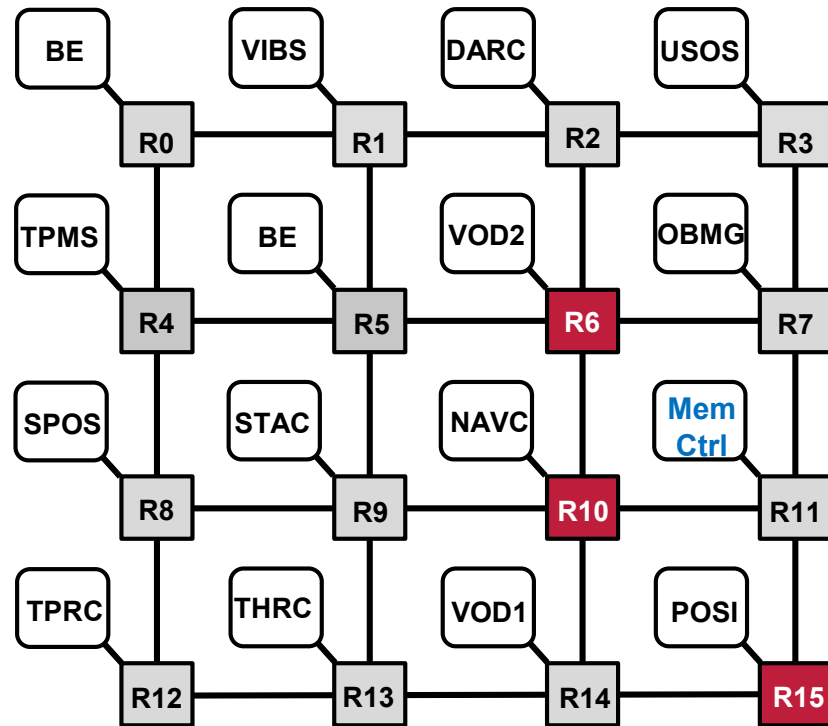 BE
VIBS
DARC
USOS
R0
R1
R2
R3
TPMS
BE
VOD2
OBMG
R4
R5
R6
R7
SPOS
STAC
NAVC
Mem
Ctrl
R8
R9
R10
R11
TPRC
THRC
VOD1
POSI
R12
R13
R14
R15